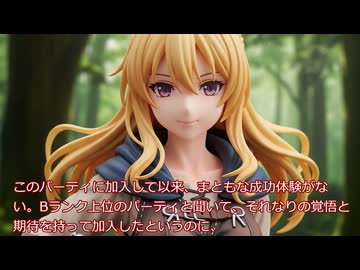 このパーティに加入して以来、まともな成功体験がな
い。Bランク上位のパーティと聞いて、それなりの覚悟と
期待を持って加入したというのに、